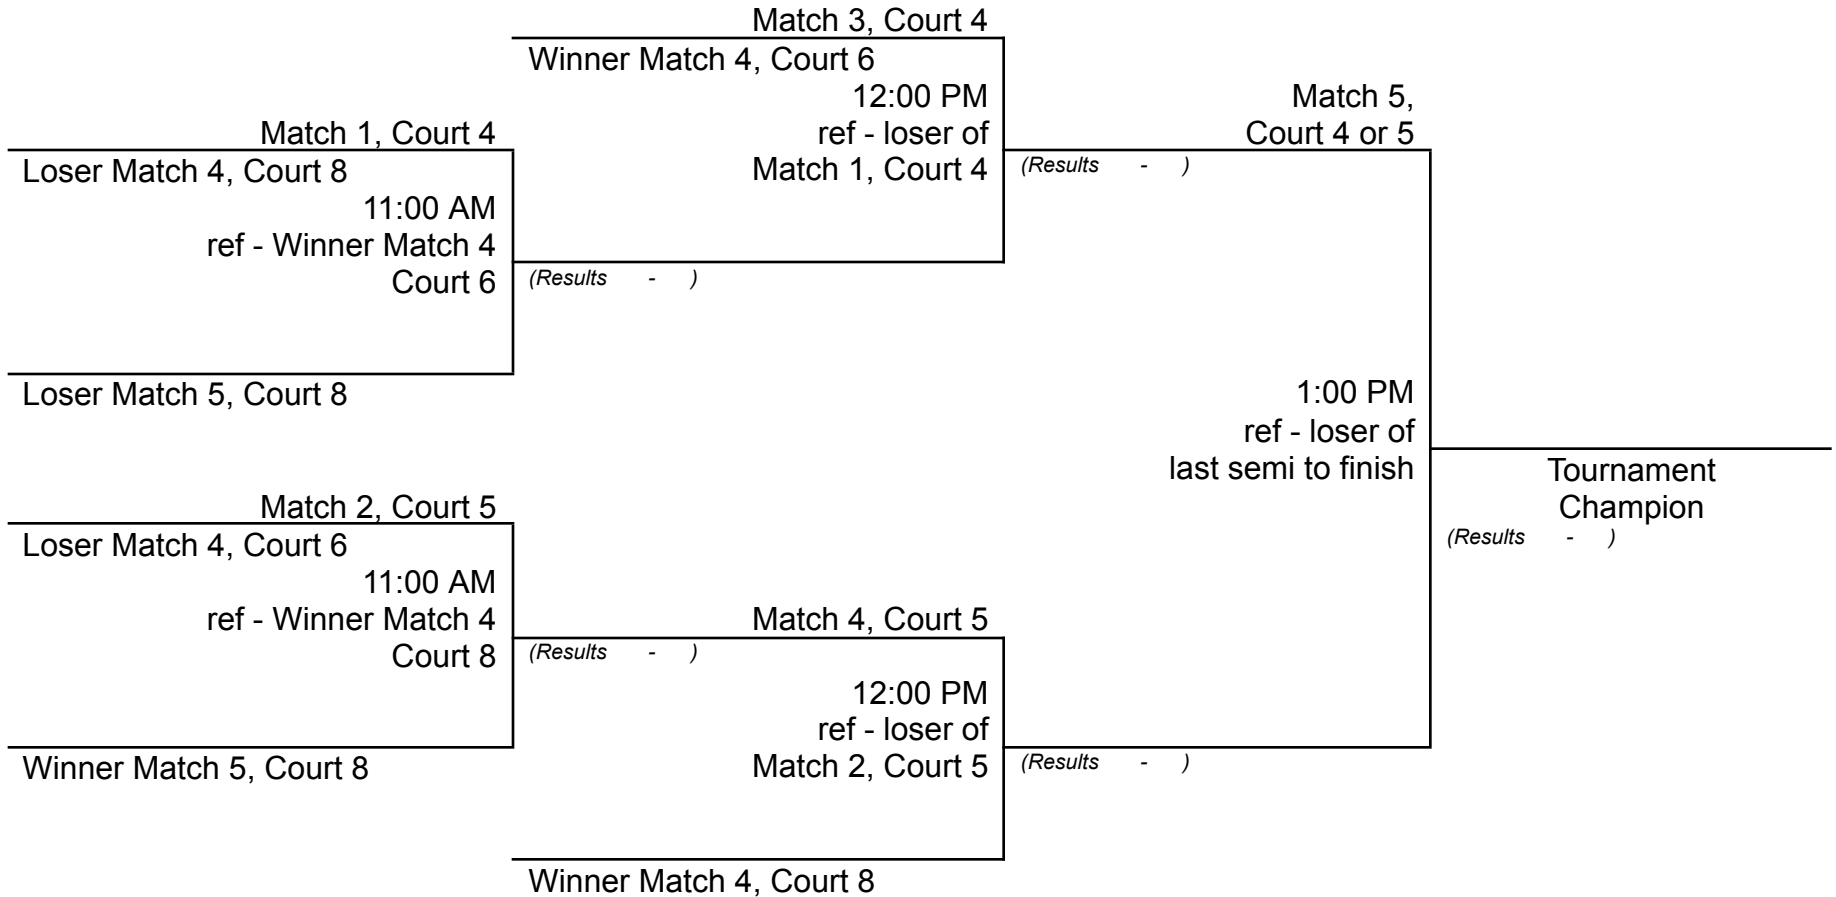 Match 3, Court 4
Winner Match 4, Court 6
12:00 PM
ref - loser of
Match 1, Court 4
Match 5,
Court 4 or 5
(Results - )
Match 1, Court 4
Loser Match 4, Court 8
11:00 AM
ref - Winner Match 4
Court 6
(Results - )
Loser Match 5, Court 8
1:00 PM
ref - loser of
last semi to finish
Tournament
Champion
(Results - )
Match 2, Court 5
Loser Match 4, Court 6
11:00 AM
ref - Winner Match 4
Court 8
Match 4, Court 5
(Results - )
12:00 PM
ref - loser of
Match 2, Court 5
(Results - )
Winner Match 5, Court 8
Winner Match 4, Court 8